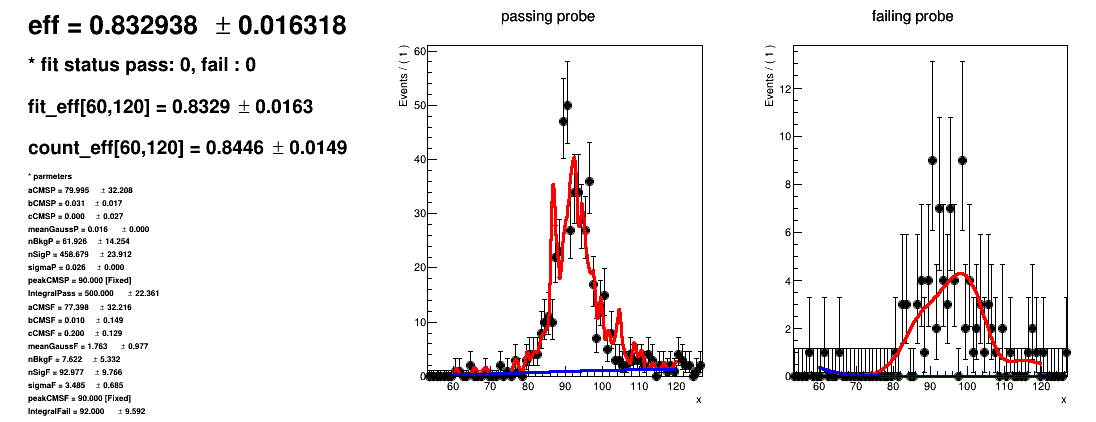 eff = 0.832938 ± 0.016318
* fit status pass: 0, fail : 0
fit_eff[60,120] = 0.8329 ± 0.0163
count_eff[60,120] = 0.8446 ± 0.0149
* parmeters
aCMSP = 79.995 ± 32.208
bCMSP = 0.031 ± 0.017
cCMSP = 0.000 ± 0.027
meanGaussP = 0.016 ± 0.000
nBkgP = 61.926 ± 14.254
nSigP = 458.679 ± 23.912
sigmaP = 0.026 ± 0.000
peakCMSP = 90.000 [Fixed]
IntegralPass = 500.000 ± 22.361
aCMSF = 77.398 ± 32.216
bCMSF = 0.010 ± 0.149
cCMSF = 0.200 ± 0.129
meanGaussF = 1.763 ± 0.977
nBkgF = 7.622 ± 5.332
nSigF = 92.977 ± 9.766
sigmaF = 3.485 ± 0.685
peakCMSF = 90.000 [Fixed]
IntegralFail = 92.000 ± 9.592
passing probe
Events / ( 1 )
60
50
40
30
20
10
0
60 70 80 90 100 110 120
x
failing probe
Events / ( 1 )
12
10
8
6
4
2
0
60 70 80 90 100 110 120
x